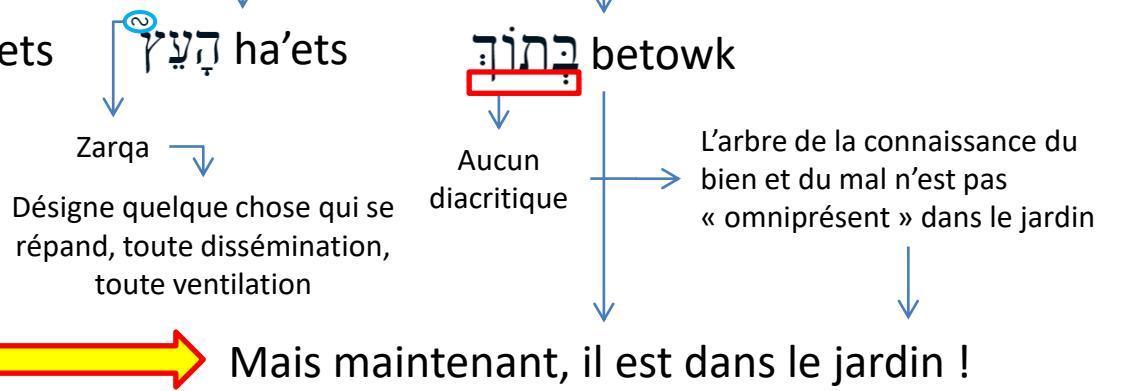 ets הָעֵץ֮ ha’ets בְּתוֹךְ betowk
Zarqa
Désigne quelque chose qui se
répand, toute dissémination,
toute ventilation
Aucun
diacritique
L’arbre de la connaissance du
bien et du mal n’est pas
« omniprésent » dans le jardin
Mais maintenant, il est dans le jardin !